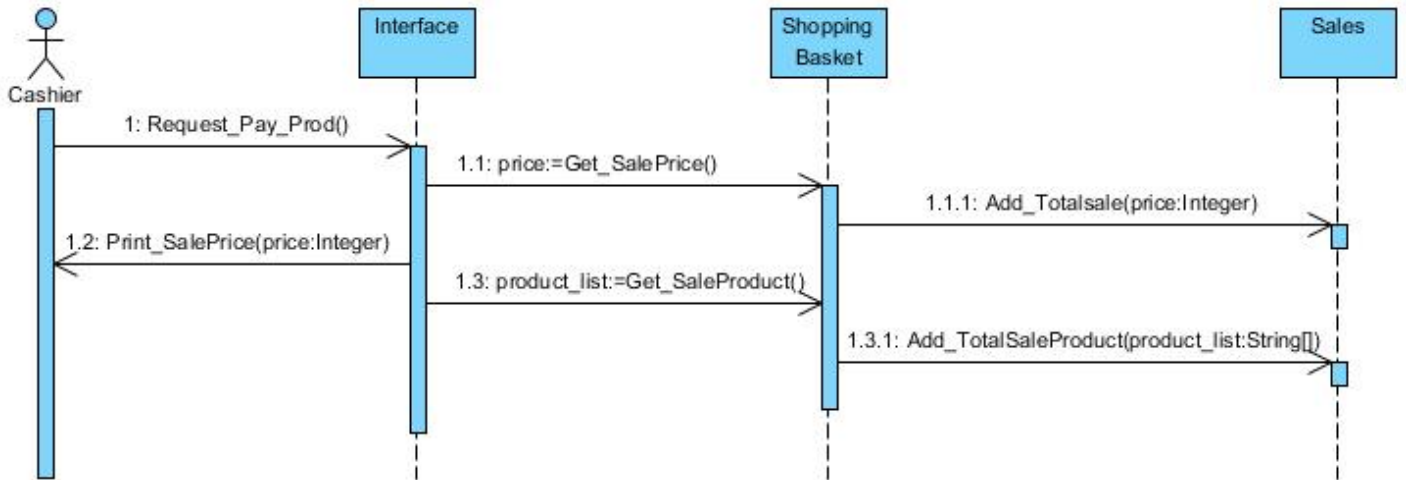 Interface
Shopping
Basket
Sales
Cashier
1: Request_Pay_Prod()
1.1: price:=Get_SalePrice()
1.1.1: Add_Totalsale(price:Integer)
1.2: Print_SalePrice(price:Integer)
1.3: product_list:=Get_SaleProduct()
1.3.1: Add_TotalSaleProduct(product_list:String[])